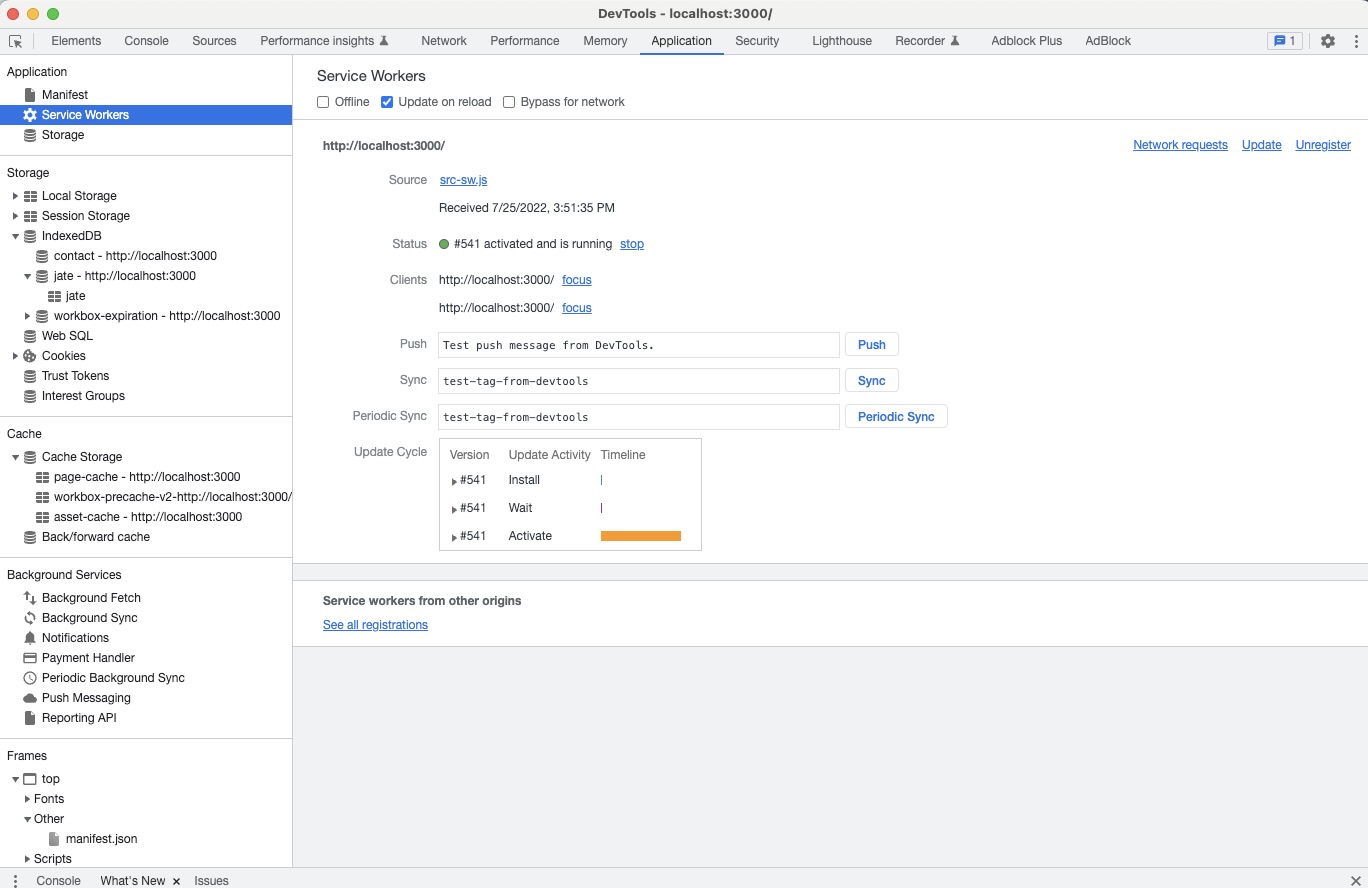 DevTools - localhost:3000/
Elements Console Sources Performance insights Network Performance Memory Application Security Lighthouse Recorder Adblock Plus AdBlock 1
Application
Manifest
Service Workers
Storage
Storage
Local Storage
Session Storage
IndexedDB
contact - http://localhost:3000
jate - http://localhost:3000
jate
workbox-expiration - http://localhost:3000
Web SQL
Cookies
Trust Tokens
Interest Groups
Cache
Cache Storage
page-cache - http://localhost:3000
workbox-precache-v2-http://localhost:3000/
asset-cache - http://localhost:3000
Back/forward cache
Background Services
Background Fetch
Background Sync
Notifications
Payment Handler
Periodic Background Sync
Push Messaging
Reporting API
Frames
top
Fonts
Other
manifest.json
Scripts
Service Workers
Offline Update on reload Bypass for network
http://localhost:3000/ Network requests Update Unregister
Source src-sw.js
Received 7/25/2022, 3:51:35 PM
Status #541 activated and is running stop
Clients http://localhost:3000/ focus
http://localhost:3000/ focus
Push Test push message from DevTools. Push
Sync test-tag-from-devtools Sync
Periodic Sync test-tag-from-devtools Periodic Sync
Update Cycle Version Update Activity Timeline
#541 Install
#541 Wait
#541 Activate
Service workers from other origins
See all registrations
Console What's New Issues